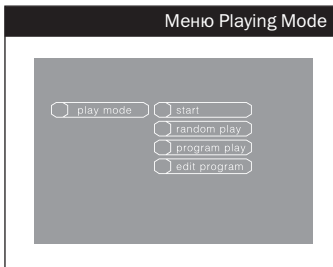 Меню Playing Mode
play mode start
random play
program play
edit program